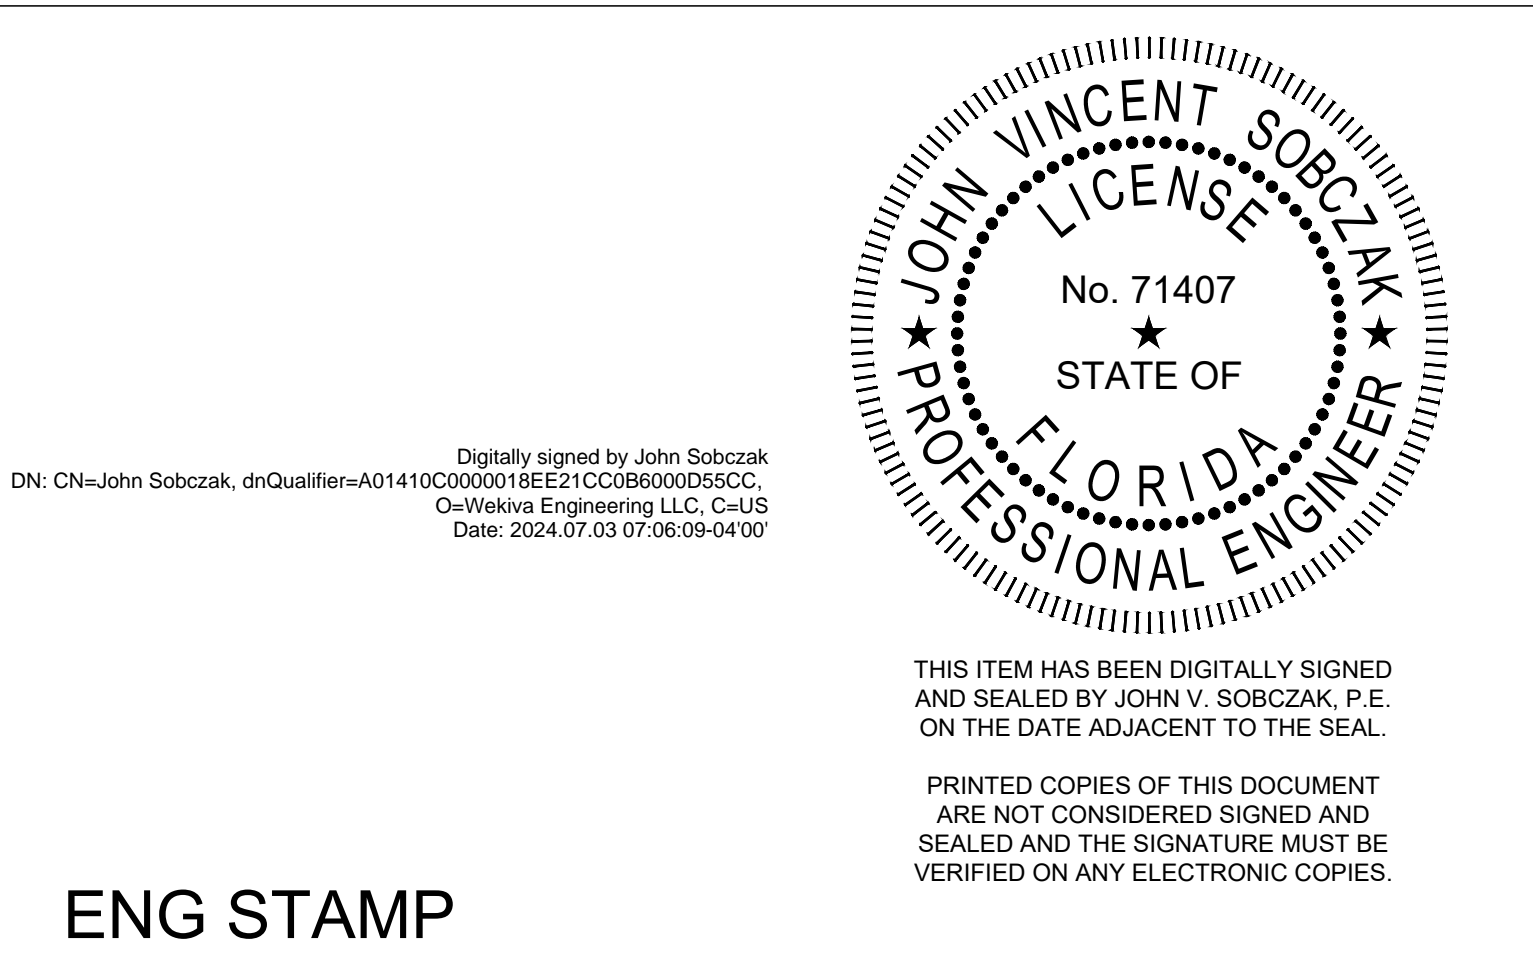 Digitally signed by John Sobczak
DN: CN=John Sobczak, dnQualifier=A01410C0000018EE21CC0B6000D55CC,
O=Wekiva Engineering LLC, C=US
Date: 2024.07.03 07:06:09-04'00'
JOHN VINCENT SOBCZAK
LICENSE
No. 71407
★
STATE OF
FLORIDA
★ PROFESSIONAL ENGINEER ★
THIS ITEM HAS BEEN DIGITALLY SIGNED
AND SEALED BY JOHN V. SOBCZAK, P.E.
ON THE DATE ADJACENT TO THE SEAL.
PRINTED COPIES OF THIS DOCUMENT
ARE NOT CONSIDERED SIGNED AND
SEALED AND THE SIGNATURE MUST BE
VERIFIED ON ANY ELECTRONIC COPIES.
ENG STAMP